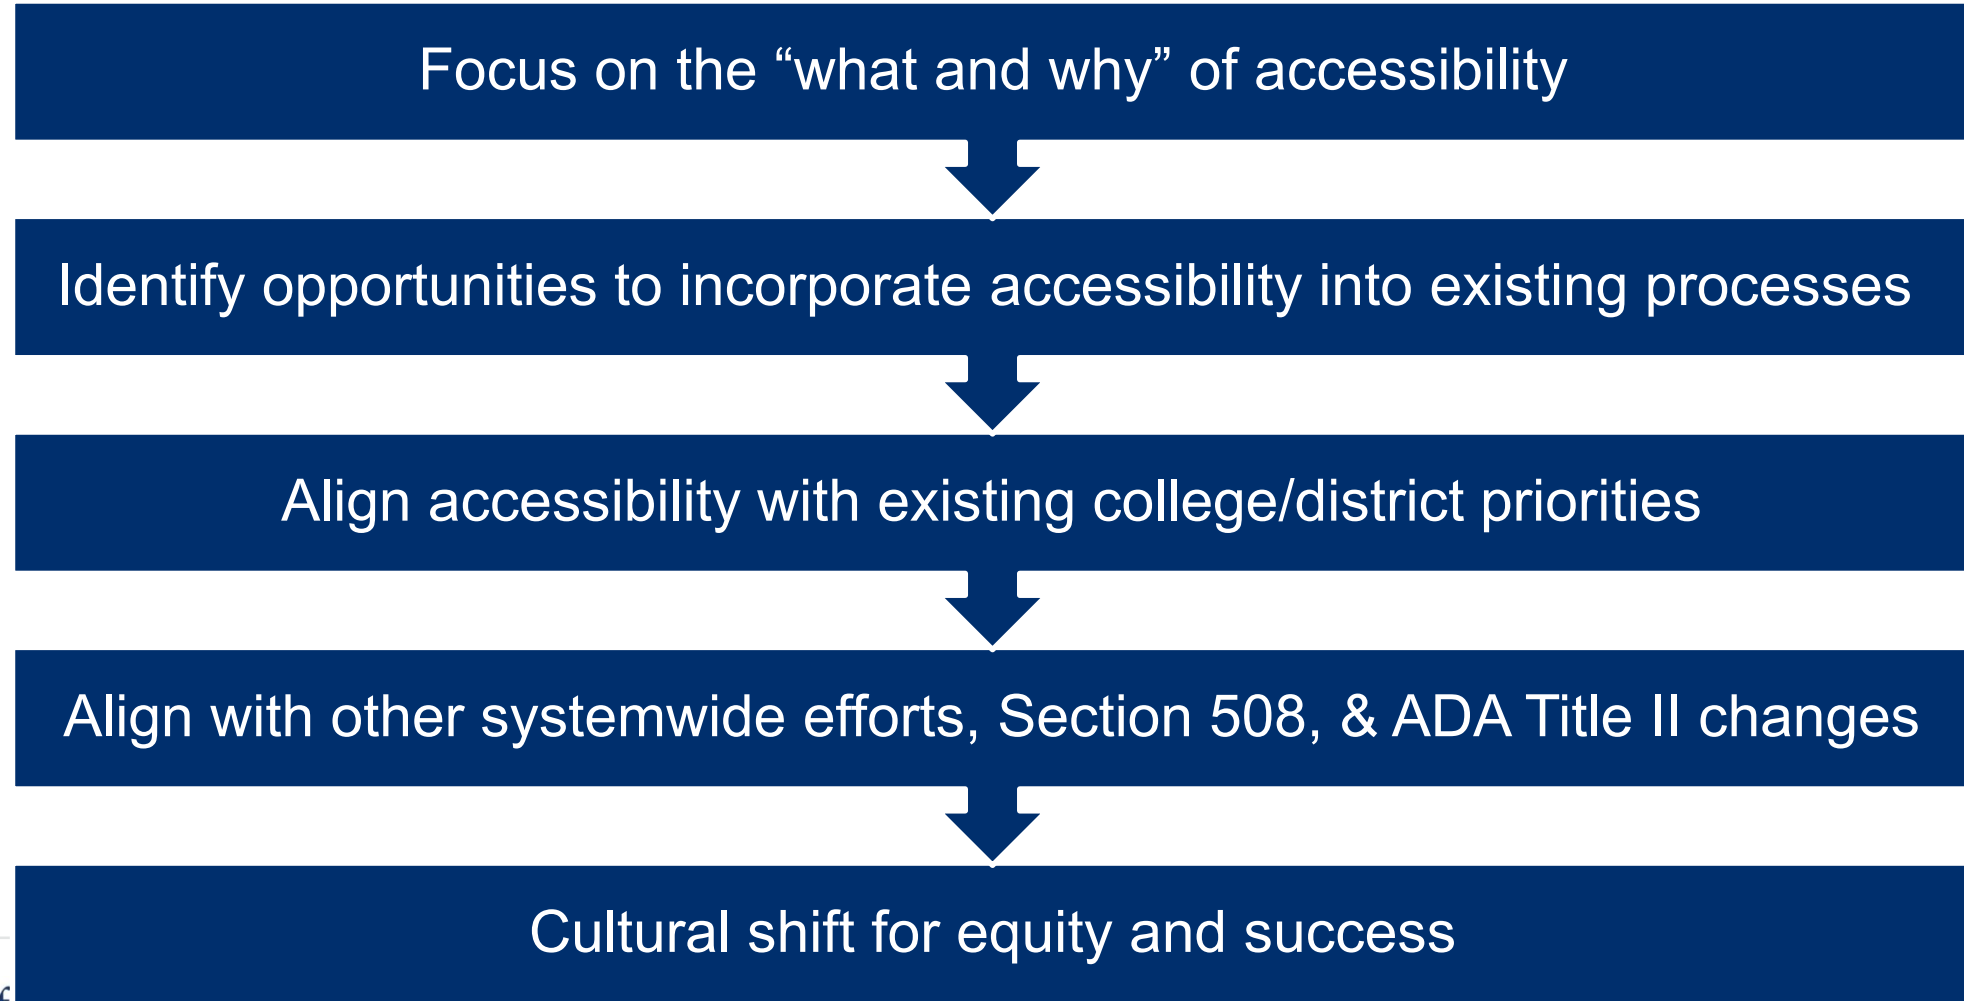 Focus on the “what and why” of accessibility
Identify opportunities to incorporate accessibility into existing processes
Align accessibility with existing college/district priorities
Align with other systemwide efforts, Section 508, & ADA Title II changes
Cultural shift for equity and success